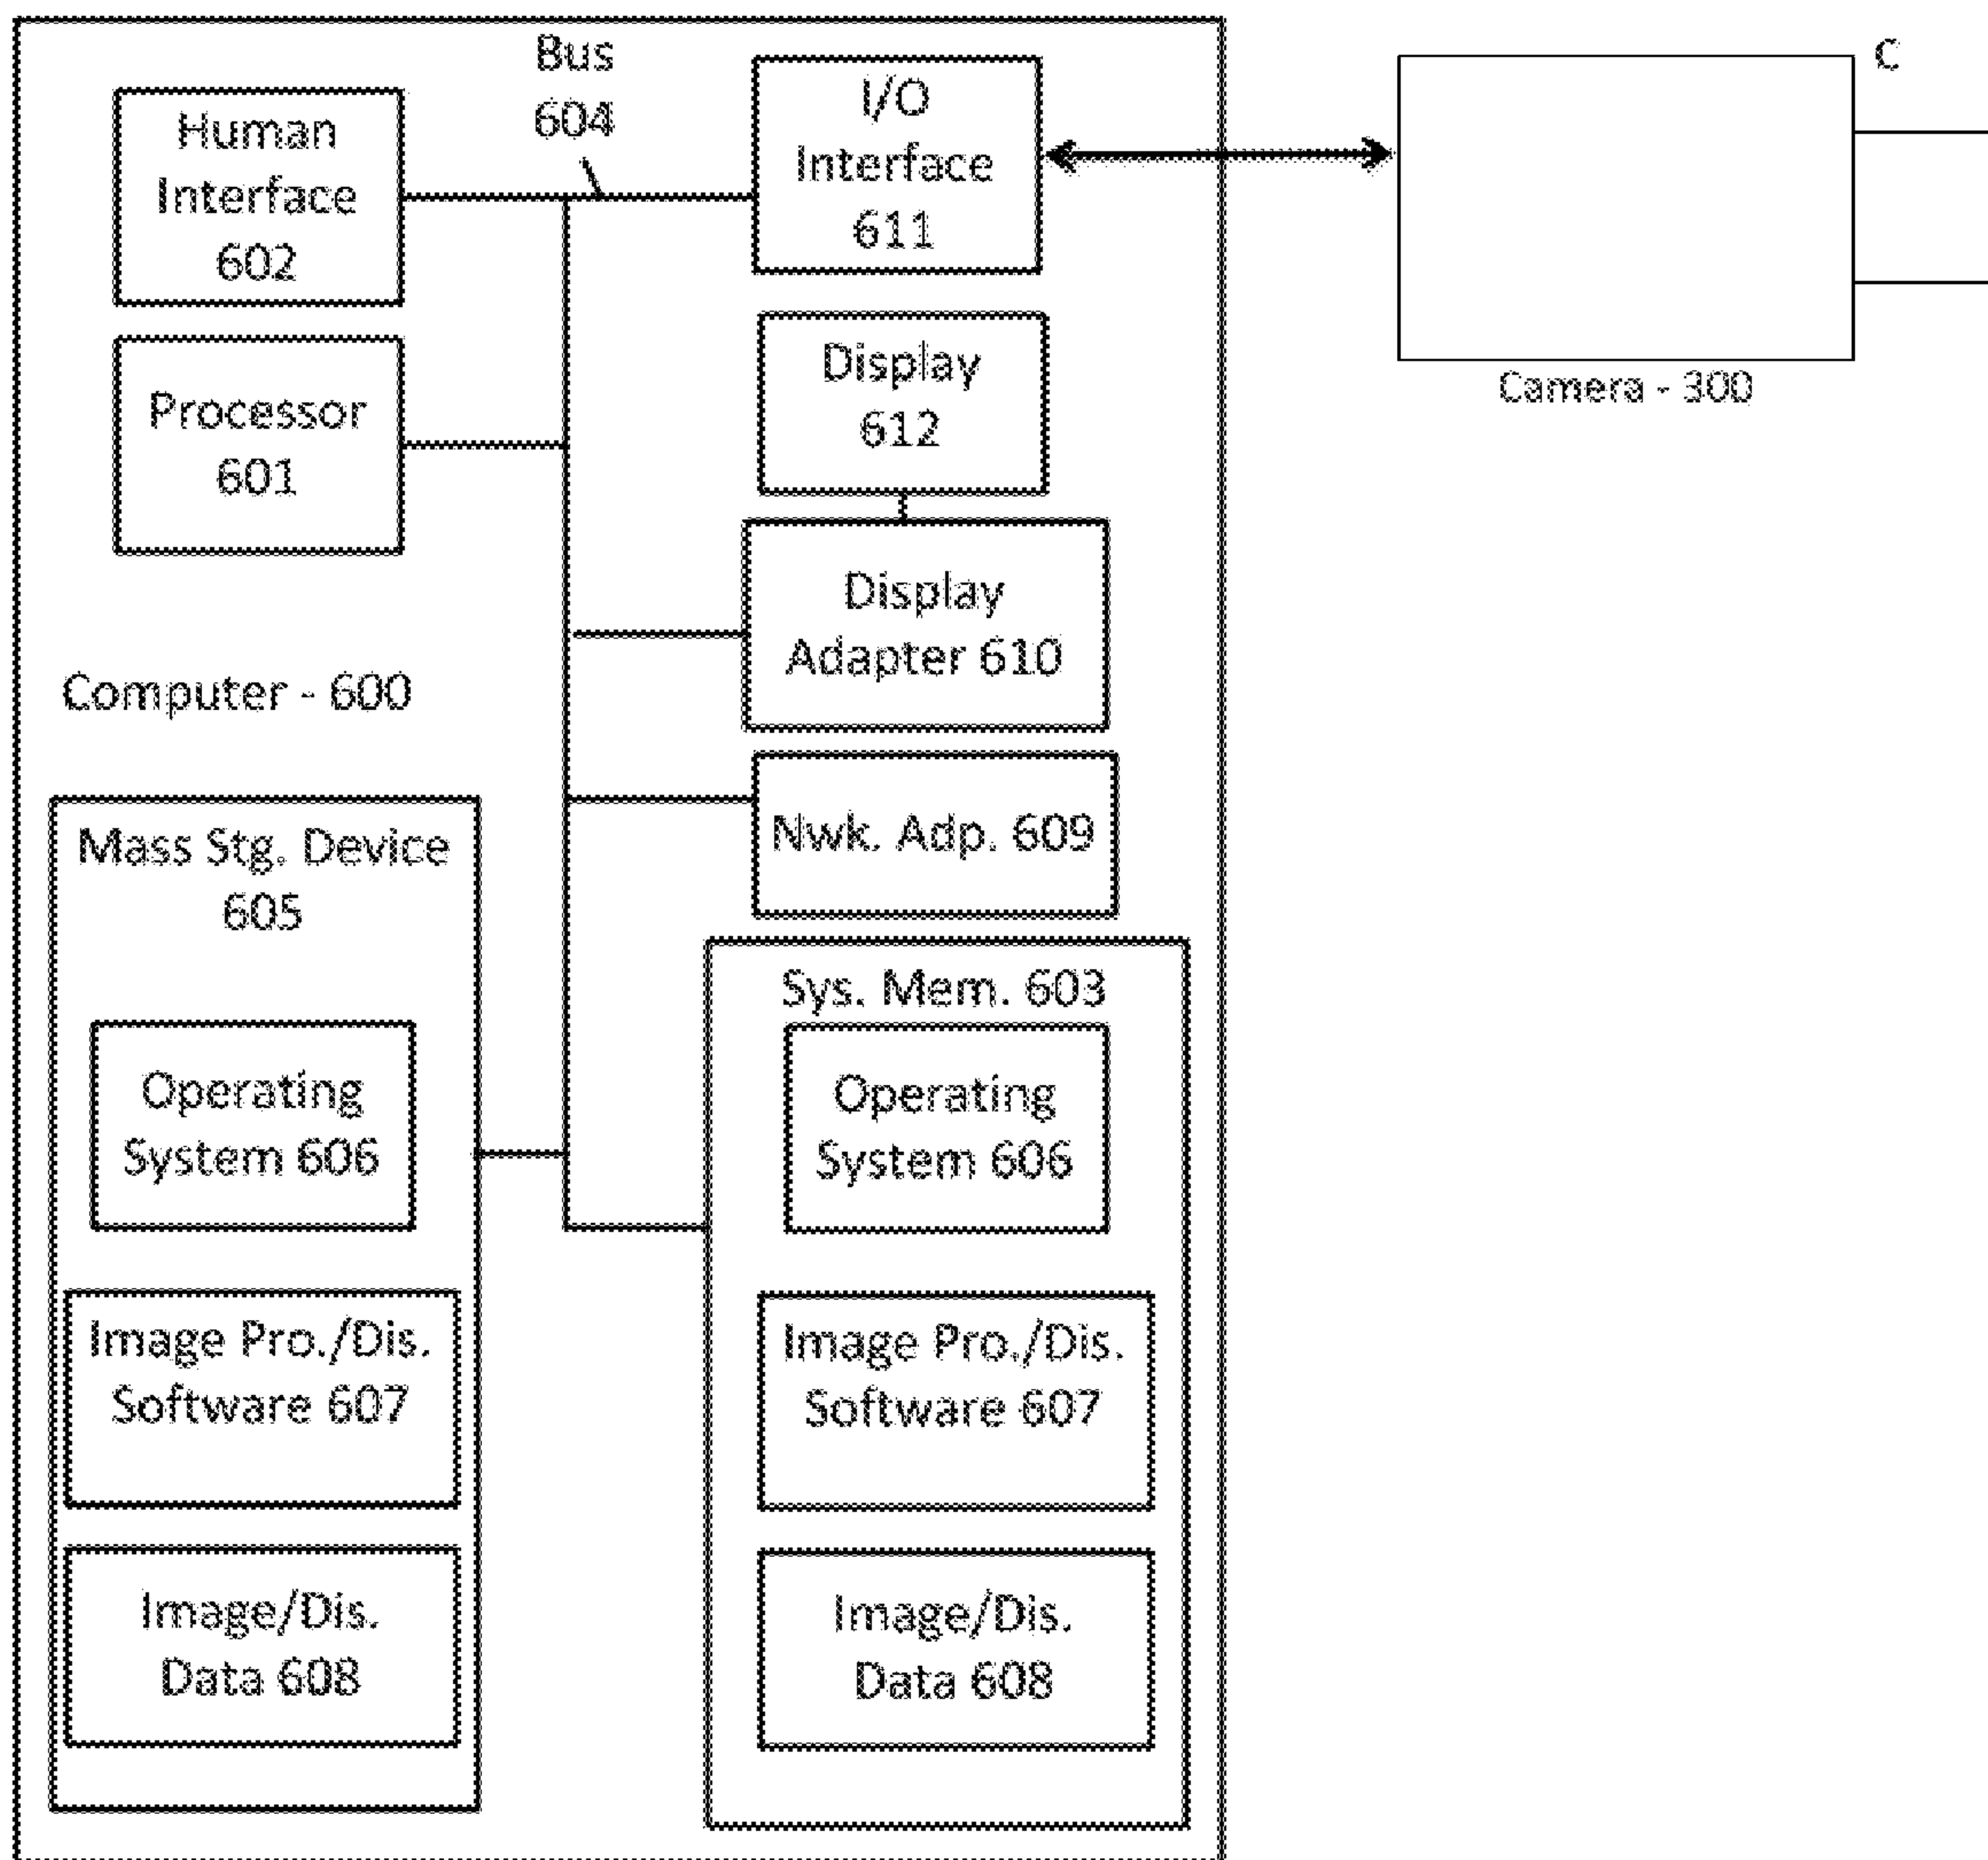 Bus
604
Human
Interface
602
I/O
Interface
611
C
Camera - 300
Processor
601
Display
612
Display
Adapter 610
Computer - 600
Nwk. Adp. 609
Mass Stg. Device
605
Operating
System 606
Image Pro./Dis.
Software 607
Image/Dis.
Data 608
Sys. Mem. 603
Operating
System 606
Image Pro./Dis.
Software 607
Image/Dis.
Data 608